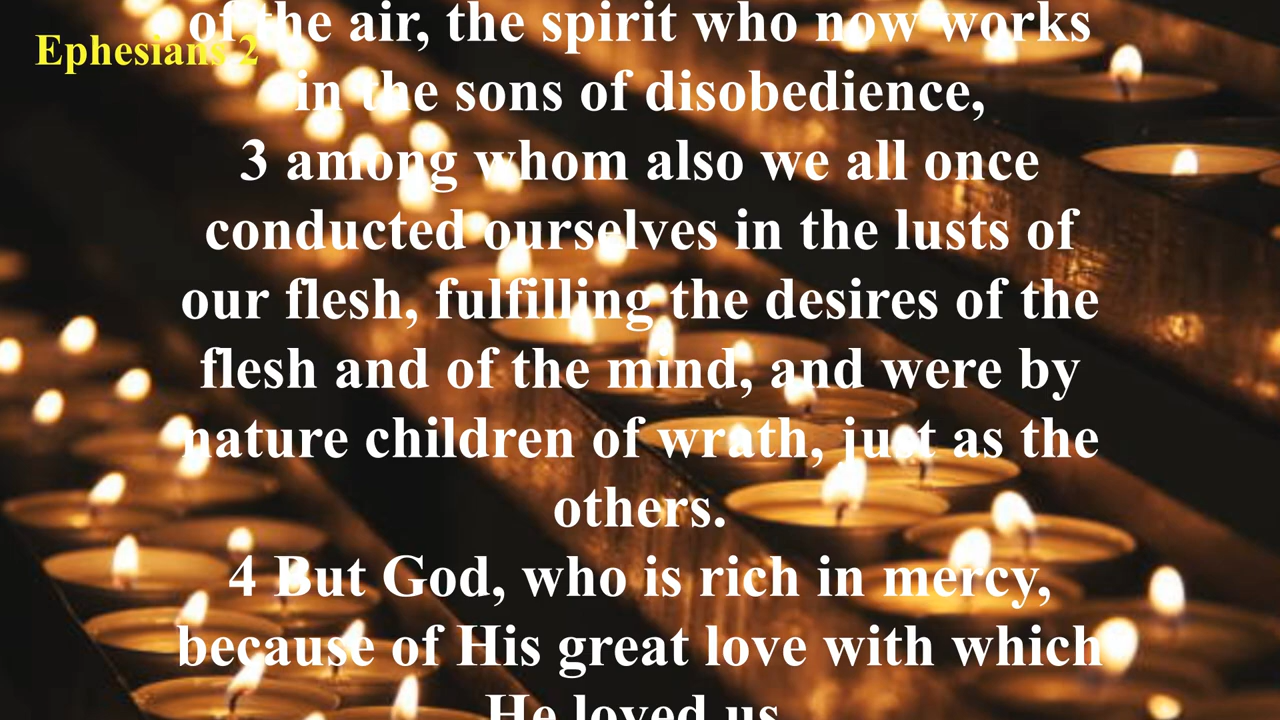 of the air, the spirit who now works
Ephesians 2
in the sons of disobedience,
3 among whom also we all once
conducted ourselves in the lusts of
our flesh, fulfilling the desires of the
flesh and of the mind, and were by
nature children of wrath, just as the
others.
4 But God, who is rich in mercy,
because of His great love with which
He loved us